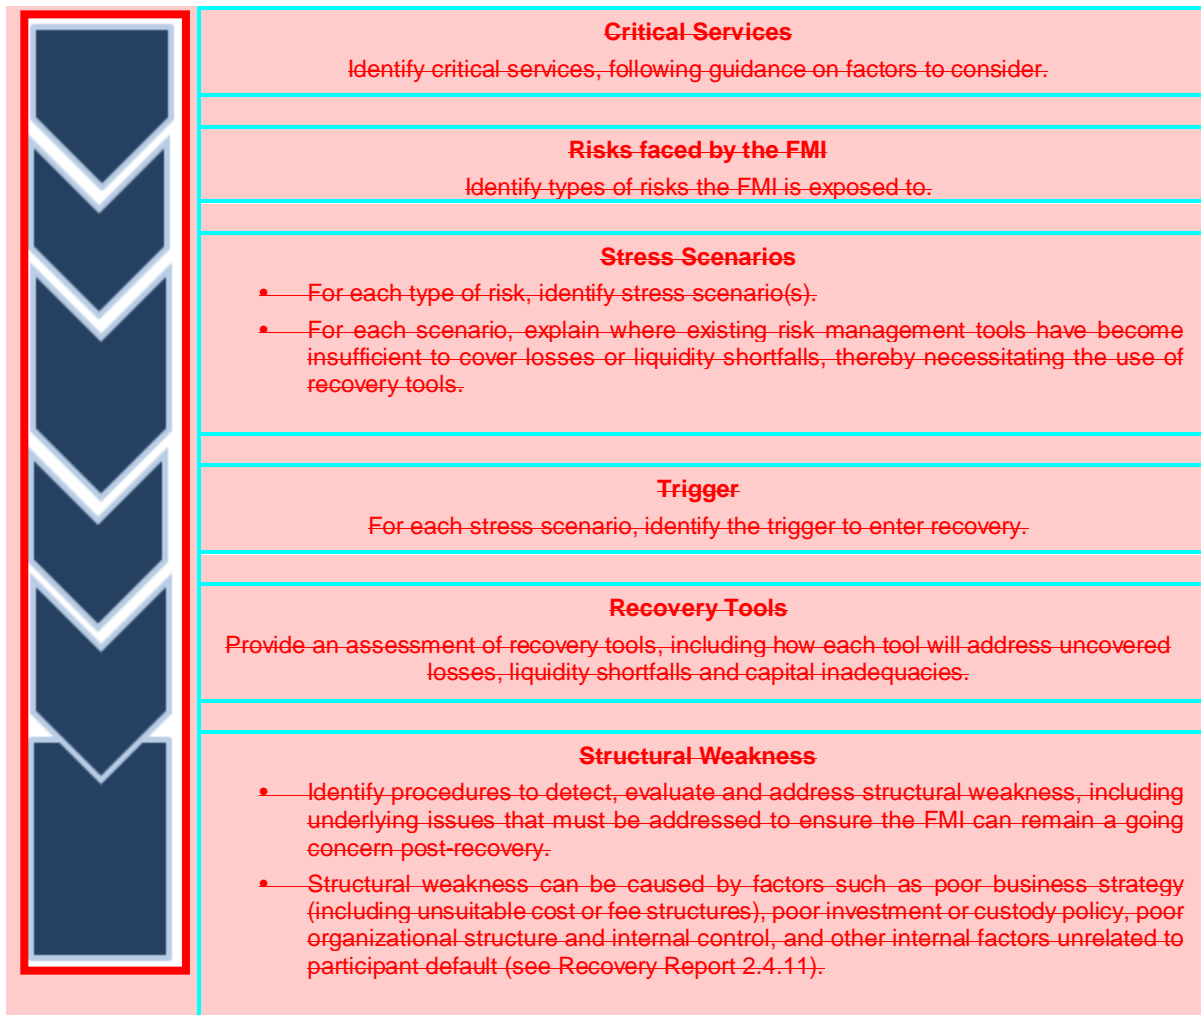 Critical Services
Identify critical services, following guidance on factors to consider.
Risks faced by the FMI
Identify types of risks the FMI is exposed to.
Stress Scenarios
• For each type of risk, identify stress scenario(s).
• For each scenario, explain where existing risk management tools have become
insufficient to cover losses or liquidity shortfalls, thereby necessitating the use of
recovery tools.
Trigger
For each stress scenario, identify the trigger to enter recovery.
Recovery Tools
Provide an assessment of recovery tools, including how each tool will address uncovered
losses, liquidity shortfalls and capital inadequacies.
Structural Weakness
• Identify procedures to detect, evaluate and address structural weakness, including
underlying issues that must be addressed to ensure the FMI can remain a going
concern post-recovery.
• Structural weakness can be caused by factors such as poor business strategy
(including unsuitable cost or fee structures), poor investment or custody policy, poor
organizational structure and internal control, and other internal factors unrelated to
participant default (see Recovery Report 2.4.11).